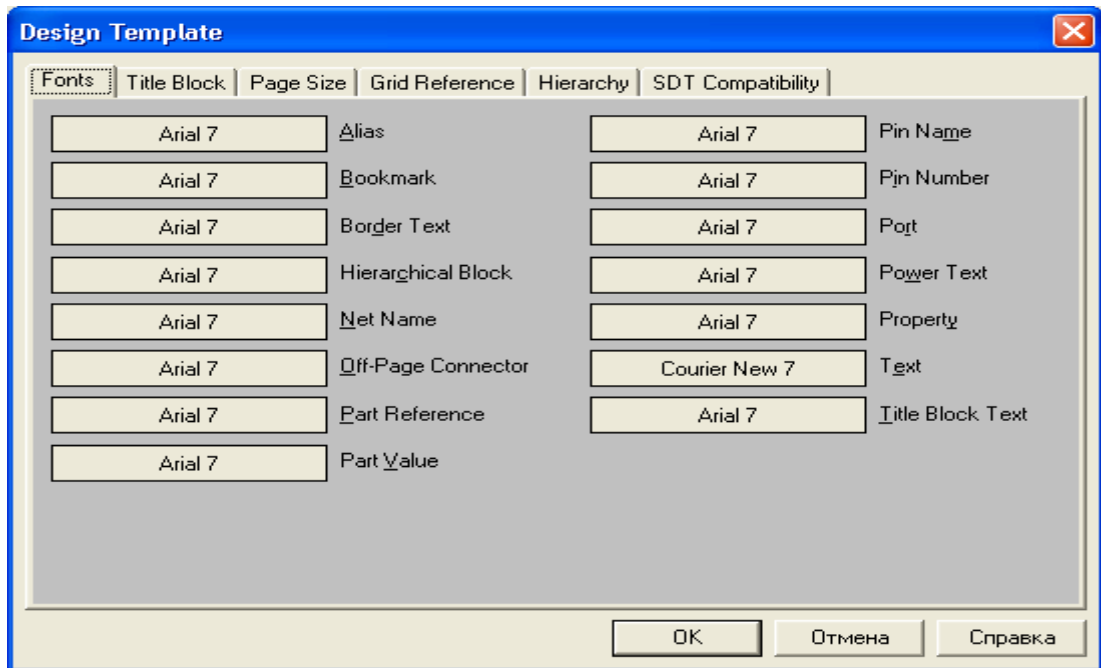 Design Template
Fonts Title Block Page Size Grid Reference Hierarchy SDT Compatibility
Arial 7 Alias Arial 7 Pin Name
Arial 7 Bookmark Arial 7 Pin Number
Arial 7 Border Text Arial 7 Port
Arial 7 Hierarchical Block Arial 7 Power Text
Arial 7 Net Name Arial 7 Property
Arial 7 Off-Page Connector Courier New 7 Text
Arial 7 Part Reference Arial 7 Title Block Text
Arial 7 Part Value
OK Отмена Справка